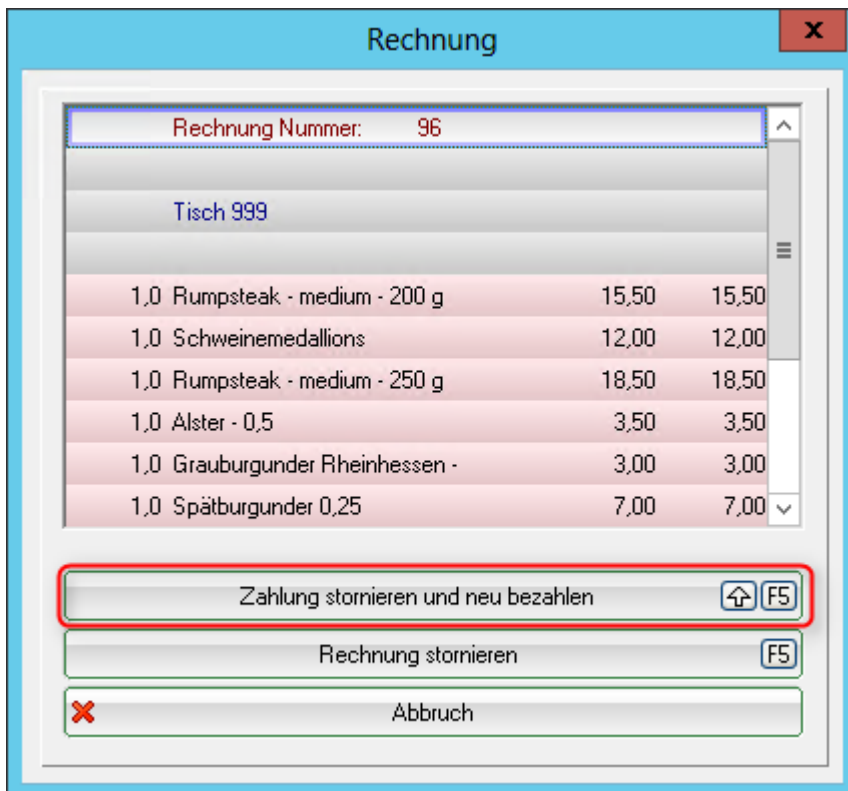 Rechnung
x
Rechnung Nummer: 96
Tisch 999
1,0 Rumpsteak - medium - 200 g 15,50 15,50
1,0 Schweinemedallions 12,00 12,00
1,0 Rumpsteak - medium - 250 g 18,50 18,50
1,0 Alster - 0,5 3,50 3,50
1,0 Grauburgunder Rheinhessen - 3,00 3,00
1,0 Spätburgunder 0,25 7,00 7,00
Zahlung stornieren und neu bezahlen F5
Rechnung stornieren F5
Abbruch